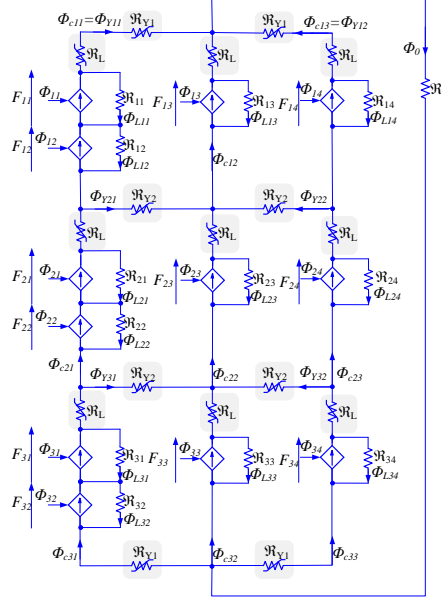 Φc11=ΦY11 ℜY1 ℜY1 Φc13=ΦY12
ℜL ℜL ℜL Φ0
F11 Φ11 ℜ11 F13 Φ13 ℜ13 F14 Φ14 ℜ14 ℜ
ΦL11 ΦL13 ΦL14
F12 Φ12 ℜ12
ΦL12 Φc12
ΦY21 ℜY2 ℜY2 ΦY22
ℜL ℜL ℜL
F21 Φ21 ℜ21 F23 Φ23 ℜ23 F24 Φ24 ℜ24
ΦL21 ΦL23 ΦL24
F22 Φ22 ℜ22
ΦL22
Φc21 ΦY31 ℜY2 Φc22 ℜY2 ΦY32 Φc23
ℜL ℜL ℜL
F31 Φ31 ℜ31 F33 Φ33 ℜ33 F34 Φ34 ℜ34
ΦL31 ΦL33 ΦL34
F32 Φ32 ℜ32
ΦL32
Φc31 ℜY1 Φc32 ℜY1 Φc33